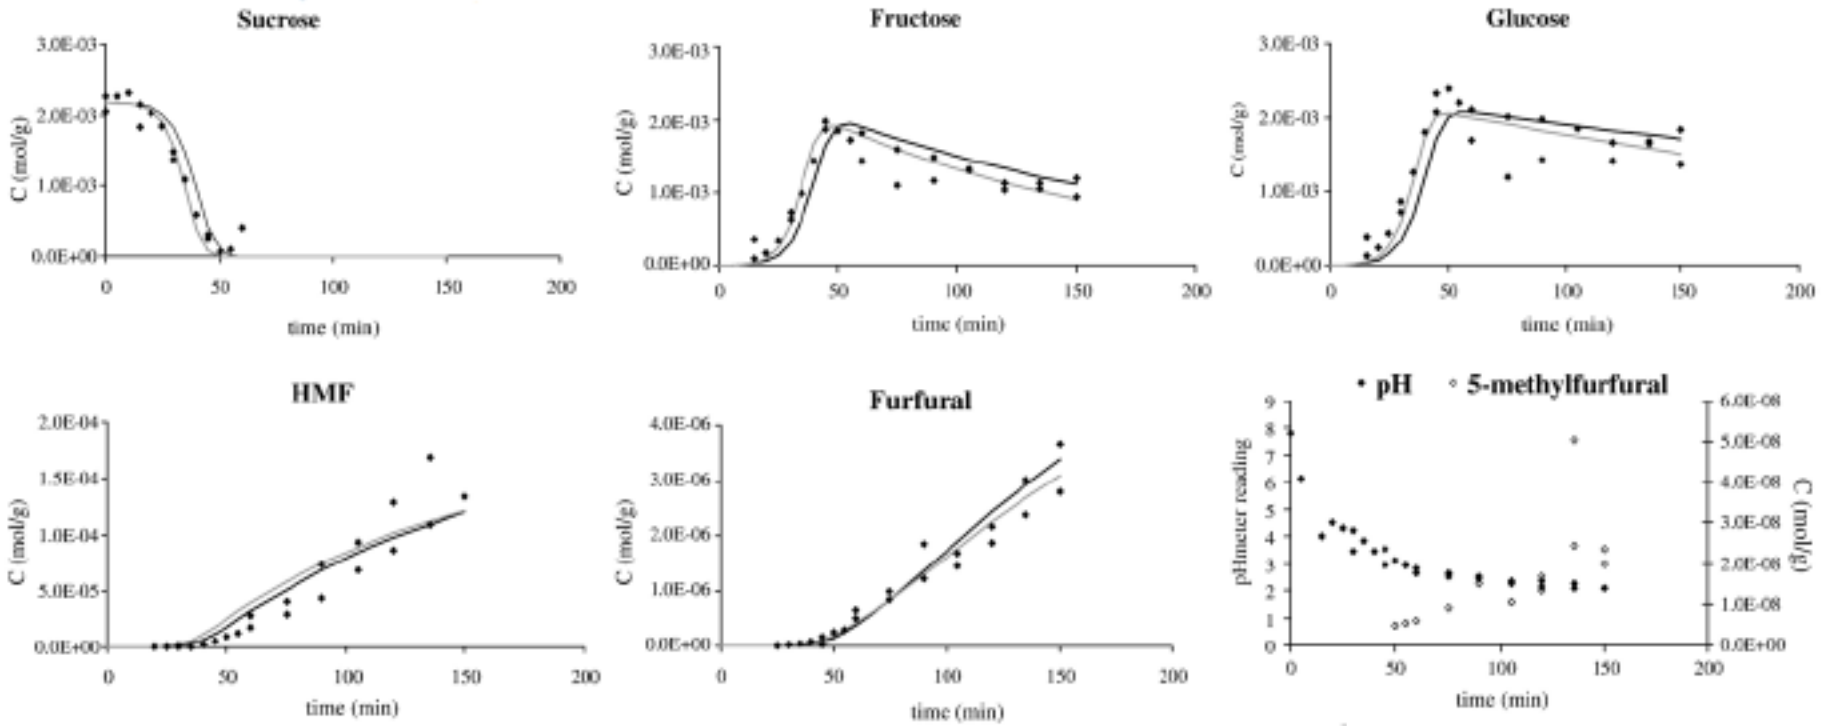 Sucrose
3.0E-03
2.0E-03
1.0E-03
0.0E+00
C (mol/g)
0 50 100 150 200
time (min)
Fructose
3.0E-03
2.0E-03
1.0E-03
0.0E+00
C (mol/g)
0 50 100 150 200
time (min)
Glucose
3.0E-03
2.0E-03
1.0E-03
0.0E+00
C (mol/g)
0 50 100 150 200
time (min)
HMF
2.0E-04
1.5E-04
1.0E-04
5.0E-05
0.0E+00
C (mol/g)
0 50 100 150 200
time (min)
Furfural
4.0E-06
3.0E-06
2.0E-06
1.0E-06
0.0E+00
C (mol/g)
0 50 100 150 200
time (min)
pH 5-methylfurfural
9
8
7
6
5
4
3
2
1
0
pHmeter reading
6.0E-08
5.0E-08
4.0E-08
3.0E-08
2.0E-08
1.0E-08
0.0E+00
C (mol/g)
0 50 100 150 200
time (min)